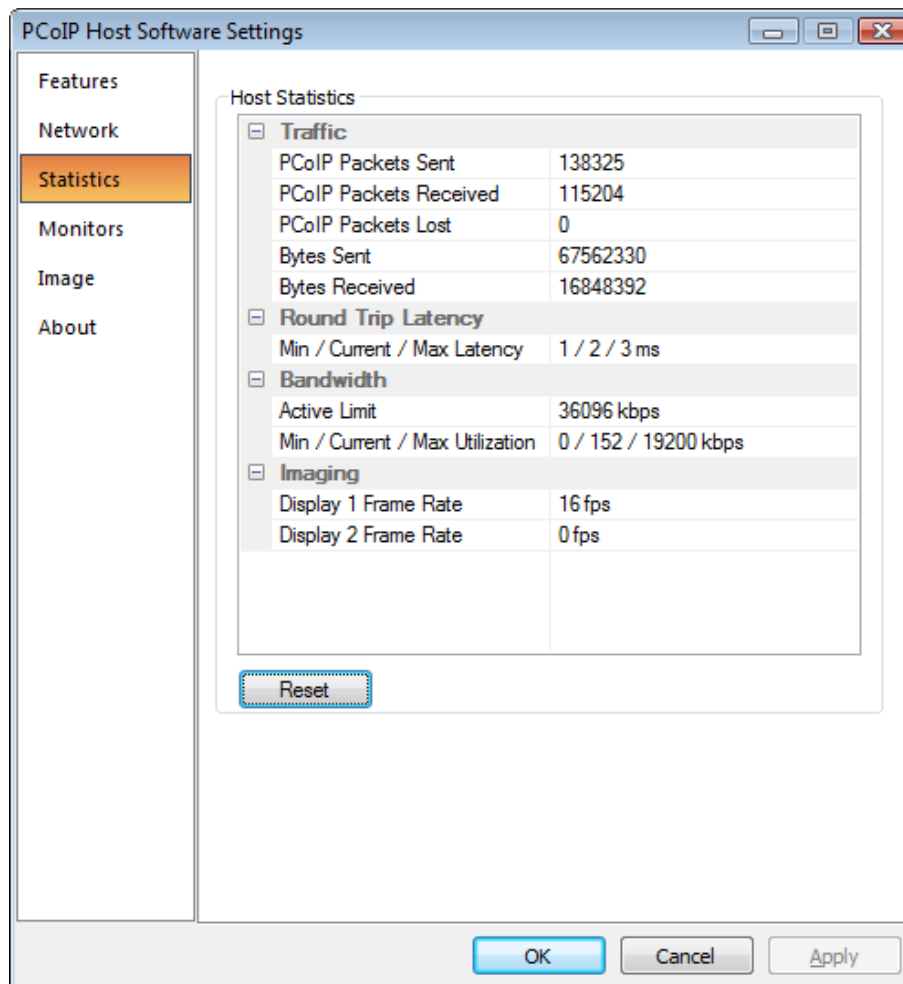 PCoIP Host Software Settings
Features
Network
Statistics
Monitors
Image
About
Host Statistics
Traffic
PCoIP Packets Sent 138325
PCoIP Packets Received 115204
PCoIP Packets Lost 0
Bytes Sent 67562330
Bytes Received 16848392
Round Trip Latency
Min / Current / Max Latency 1 / 2 / 3 ms
Bandwidth
Active Limit 36096 kbps
Min / Current / Max Utilization 0 / 152 / 19200 kbps
Imaging
Display 1 Frame Rate 16 fps
Display 2 Frame Rate 0 fps
Reset
OK Cancel Apply